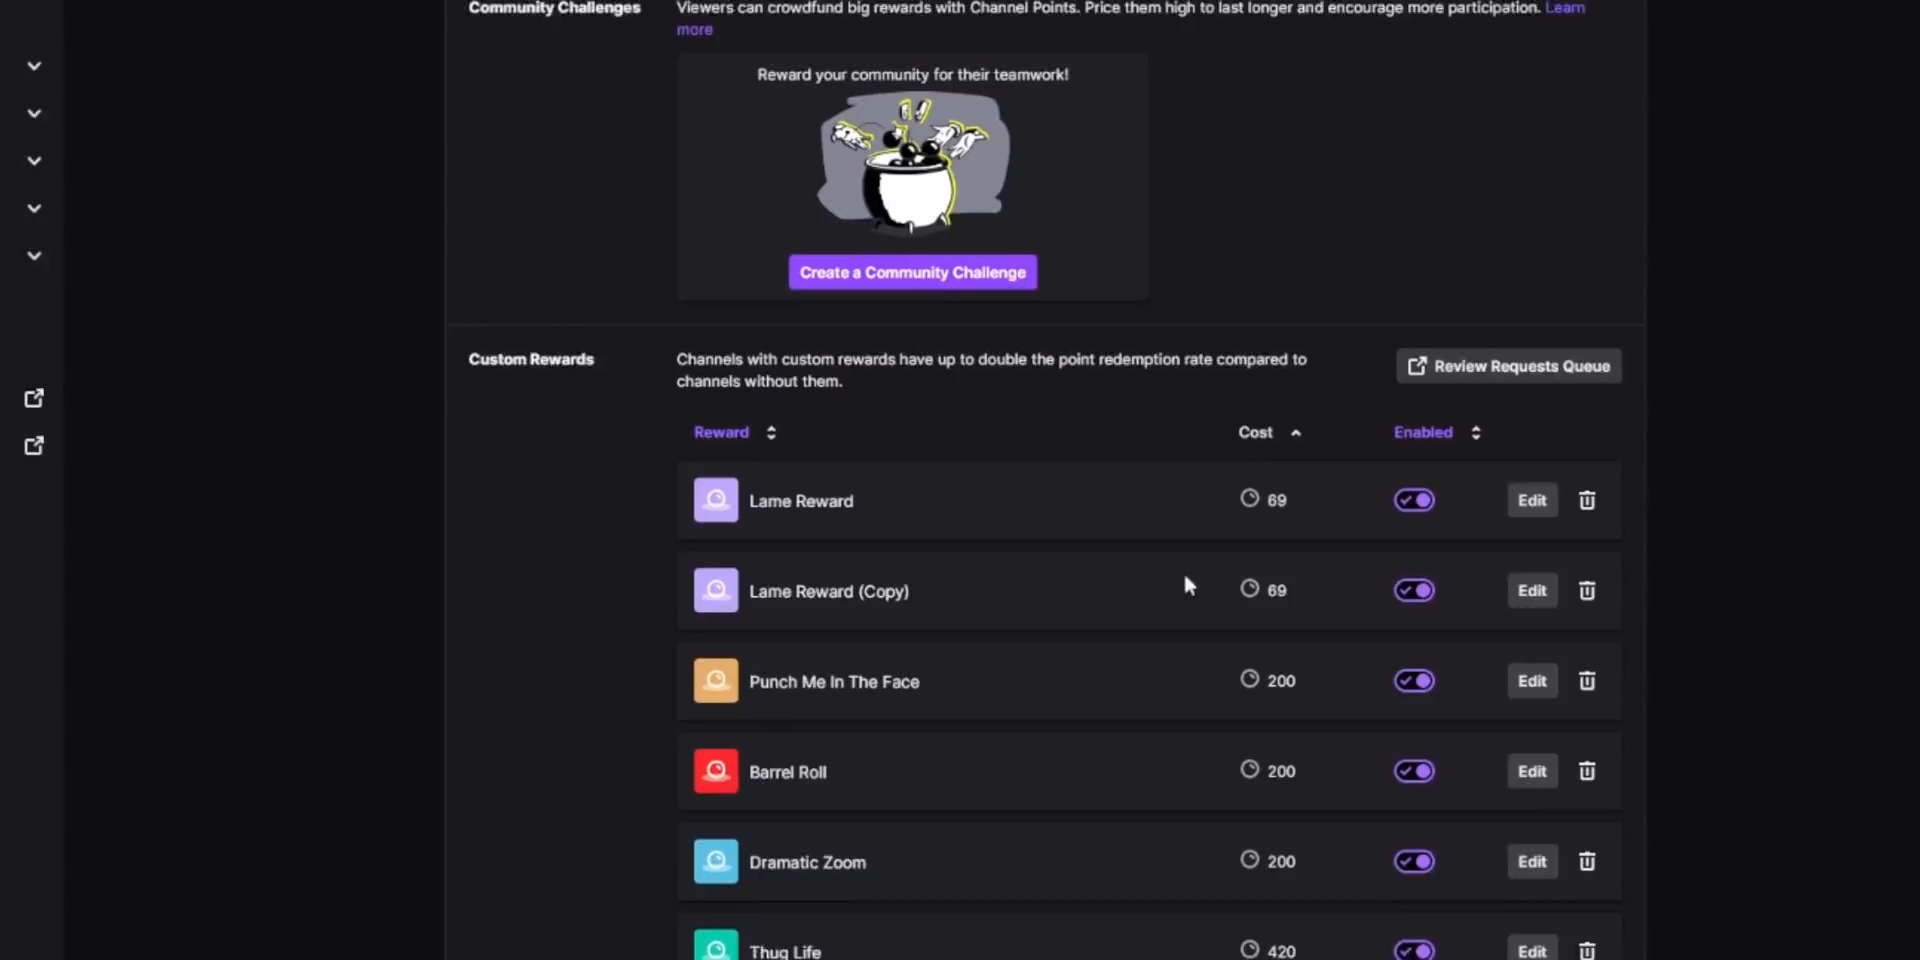 Community Challenges
Viewers can crowdfund big rewards with Channel Points. Price them high to last longer and encourage more participation. Learn
more
Reward your community for their teamwork!
Create a Community Challenge
Custom Rewards
Channels with custom rewards have up to double the point redemption rate compared to
channels without them.
Review Requests Queue
Reward Cost Enabled
Lame Reward 69 Edit
Lame Reward (Copy) 69 Edit
Punch Me In The Face 200 Edit
Barrel Roll 200 Edit
Dramatic Zoom 200 Edit
Thug Life 420 Edit